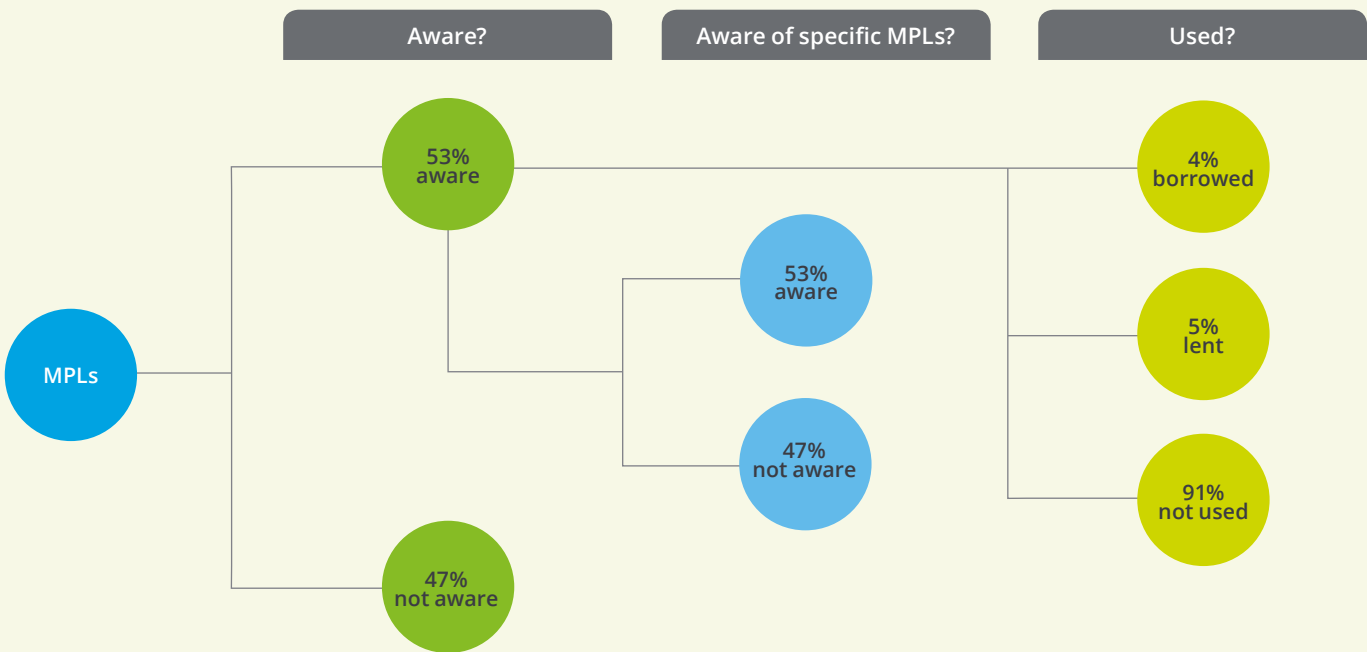 Aware?
Aware of specific MPLs?
Used?
53%
aware
4%
borrowed
53%
aware
5%
lent
MPLs
47%
not aware
91%
not used
47%
not aware